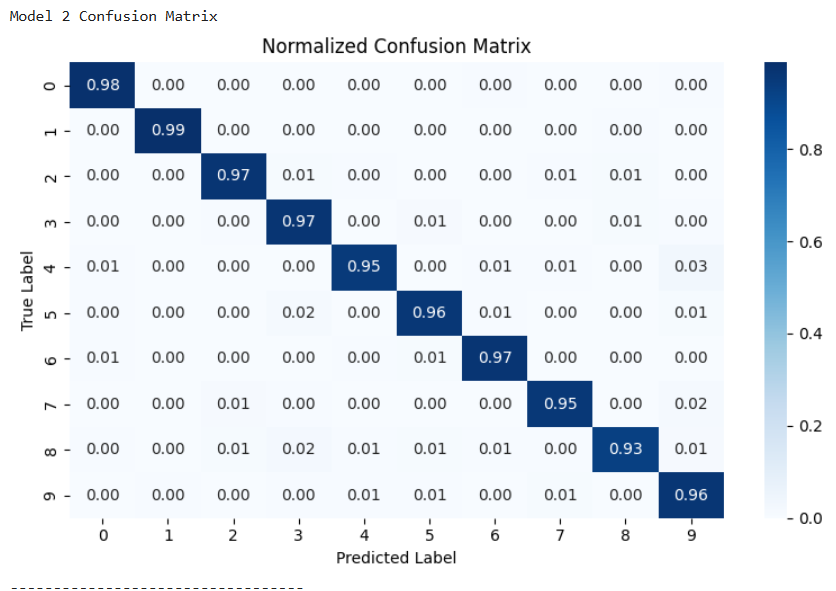 Model 2 Confusion Matrix
Normalized Confusion Matrix
0 0.98 0.00 0.00 0.00 0.00 0.00 0.00 0.00 0.00 0.00
1 0.00 0.99 0.00 0.00 0.00 0.00 0.00 0.00 0.00 0.00
2 0.00 0.00 0.97 0.01 0.00 0.00 0.00 0.01 0.01 0.00
3 0.00 0.00 0.00 0.97 0.00 0.01 0.00 0.00 0.01 0.00
4 0.01 0.00 0.00 0.00 0.95 0.00 0.01 0.01 0.00 0.03
5 0.00 0.00 0.00 0.02 0.00 0.96 0.01 0.00 0.00 0.01
6 0.01 0.00 0.00 0.00 0.00 0.01 0.97 0.00 0.00 0.00
7 0.00 0.00 0.01 0.00 0.00 0.00 0.00 0.95 0.00 0.02
8 0.00 0.00 0.01 0.02 0.01 0.01 0.01 0.00 0.93 0.01
9 0.00 0.00 0.00 0.00 0.01 0.01 0.00 0.01 0.00 0.96
0 1 2 3 4 5 6 7 8 9
Predicted Label
True Label
0.8
0.6
0.4
0.2
0.0
----------------------------------